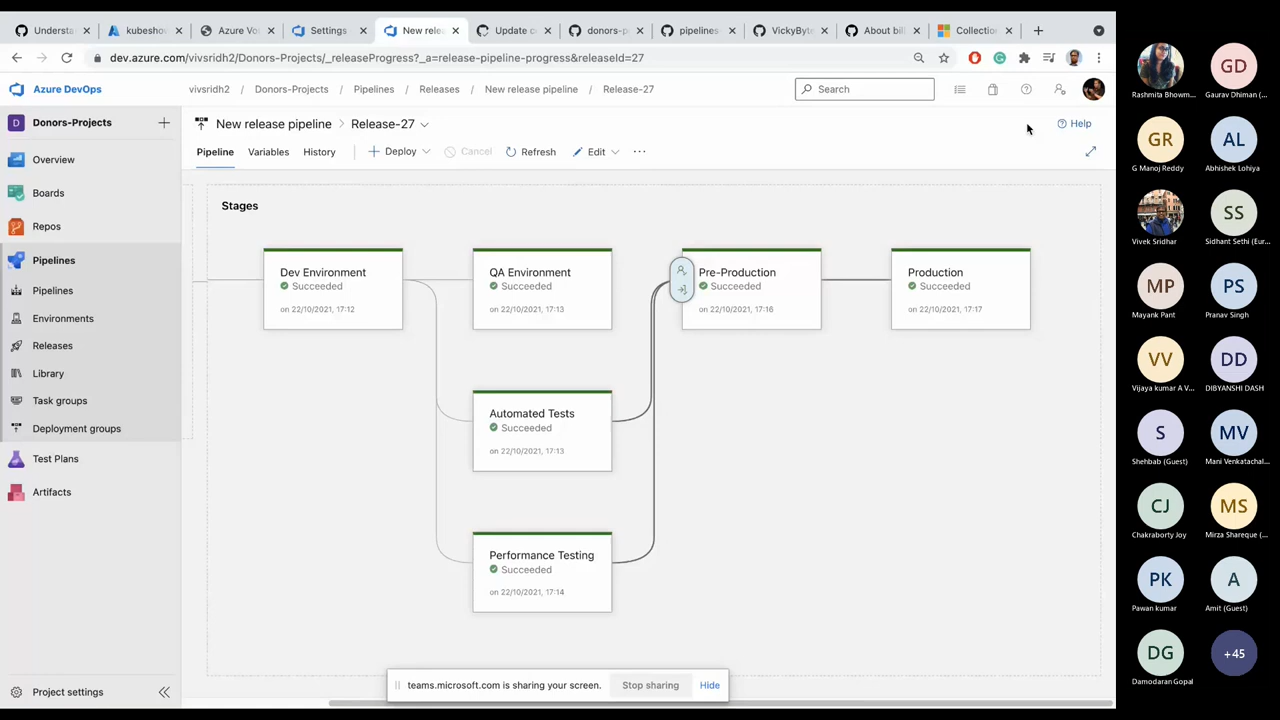 Understa
kubeshov
Azure Vo
Settings
New rele
Update c
donors-p
pipelines
VickyByte
About bil
Collection
dev.azure.com/vivsridh2/Donors-Projects/_releaseProgress?_a=release-pipeline-progress&releaseId=27
Azure DevOps
vivsridh2 / Donors-Projects / Pipelines / Releases / New release pipeline / Release-27
Search
D Donors-Projects
New release pipeline > Release-27
Help
Pipeline Variables History Deploy Cancel Refresh Edit ...
Overview
Boards
Repos
Pipelines
Pipelines
Environments
Releases
Library
Task groups
Deployment groups
Test Plans
Artifacts
Project settings
Stages
Dev Environment
Succeeded
on 22/10/2021, 17:12
QA Environment
Succeeded
on 22/10/2021, 17:13
Pre-Production
Succeeded
on 22/10/2021, 17:16
Production
Succeeded
on 22/10/2021, 17:17
Automated Tests
Succeeded
on 22/10/2021, 17:13
Performance Testing
Succeeded
on 22/10/2021, 17:14
teams.microsoft.com is sharing your screen. Stop sharing Hide
GD
Rashmita Bhowm... Gaurav Dhiman (...
GR AL
G Manoj Reddy Abhishek Lohiya
SS
Vivek Sridhar Sidhant Sethi (Eur...
MP PS
Mayank Pant Pranav Singh
VV DD
Vijaya kumar A V... DIBYANSHI DASH
S MV
Shehbab (Guest) Mani Venkatachal...
CJ MS
Chakraborty Joy Mirza Shareque (...
PK A
Pawan kumar Amit (Guest)
DG +45
Damodaran Gopal